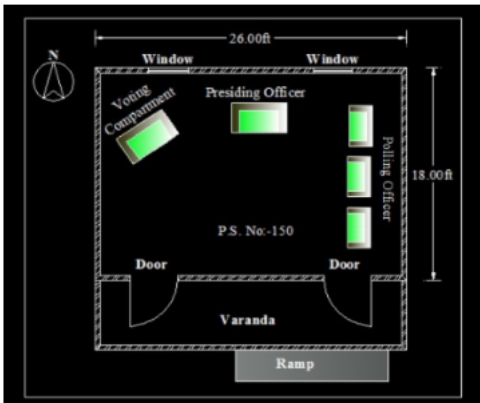 26.00ft
N
Window
Window
Voting
Compartment
Presiding Officer
Polling Officer
18.00ft
P.S. No:-150
Door
Door
Varanda
Ramp